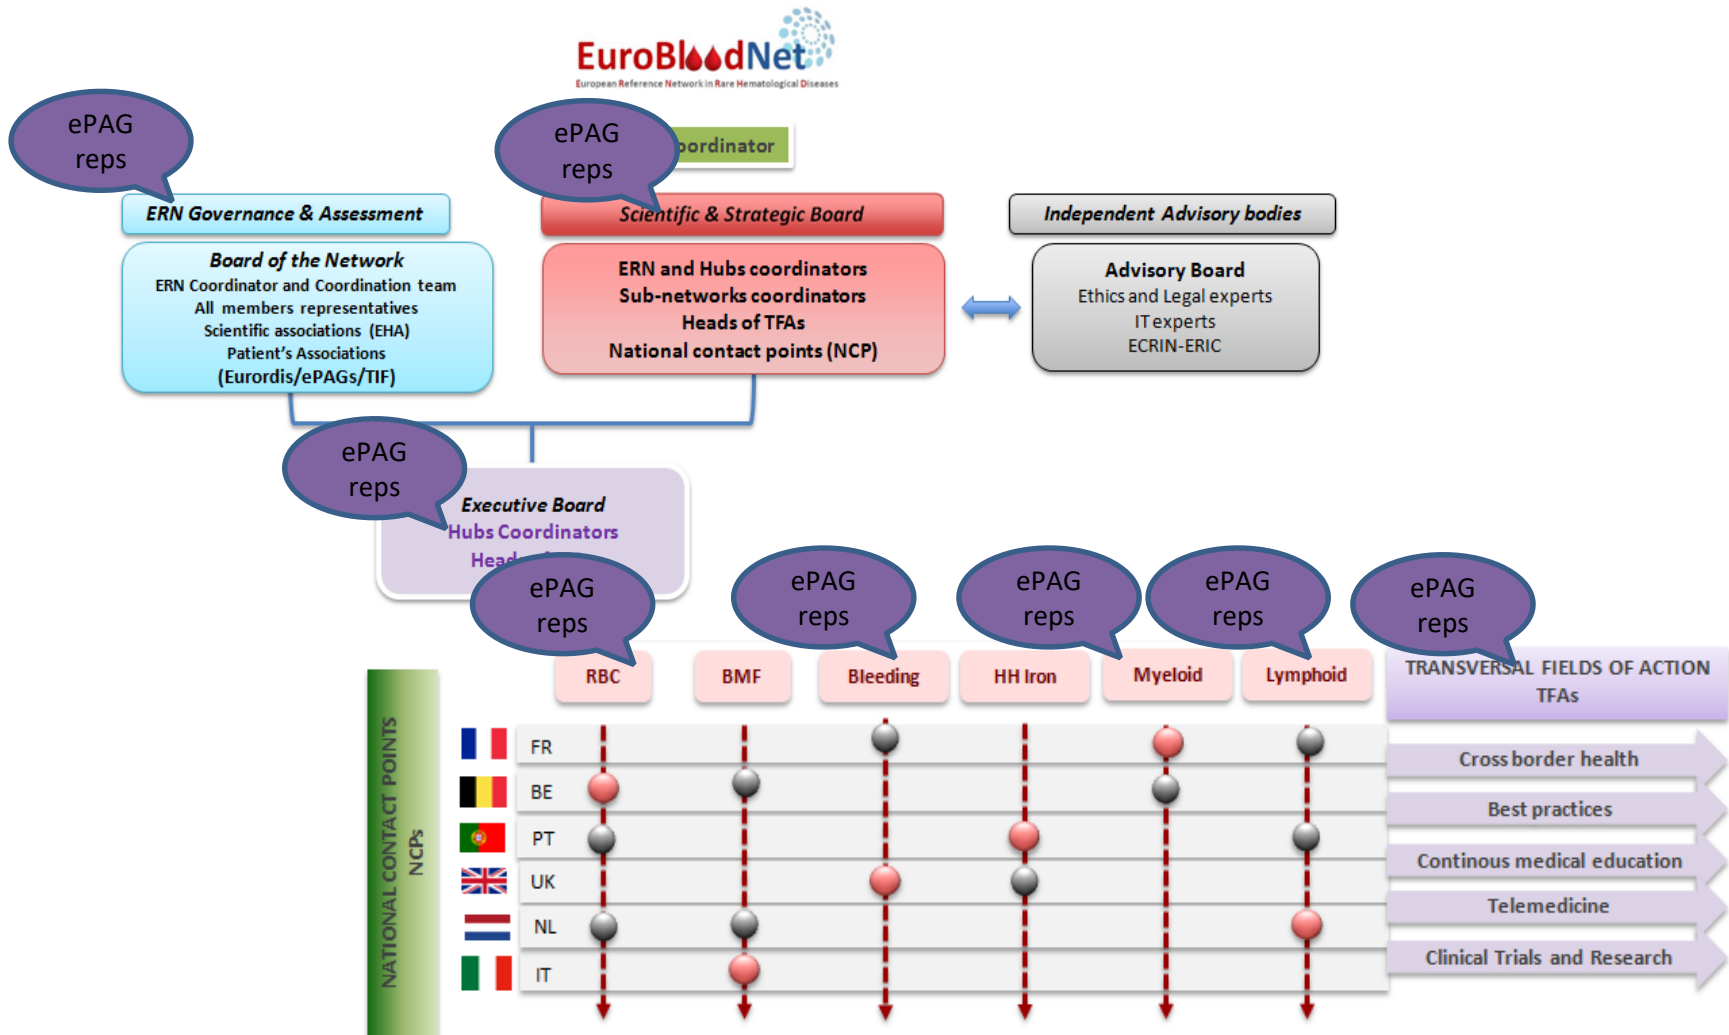 EuroBloodNet
European Reference Network in Rare Hematological Diseases
ePAG
reps
ePAG
reps
oordinator
ERN Governance & Assessment
Scientific & Strategic Board
Independent Advisory bodies
Board of the Network
ERN Coordinator and Coordination team
All members representatives
Scientific associations (EHA)
Patient's Associations
(Eurordis/ePAGs/TIF)
ERN and Hubs coordinators
Sub-networks coordinators
Heads of TFAs
National contact points (NCP)
Advisory Board
Ethics and Legal experts
IT experts
ECRIN-ERIC
ePAG
reps
Executive Board
Hubs Coordinators
ePAG
reps
ePAG
reps
ePAG
reps
ePAG
reps
ePAG
reps
RBC
BMF
Bleeding
HH Iron
Myeloid
Lymphoid
TRANSVERSAL FIELDS OF ACTION
TFAs
NATIONAL CONTACT POINTS
NCPs
FR
BE
PT
UK
NL
IT
Cross border health
Best practices
Continous medical education
Telemedicine
Clinical Trials and Research